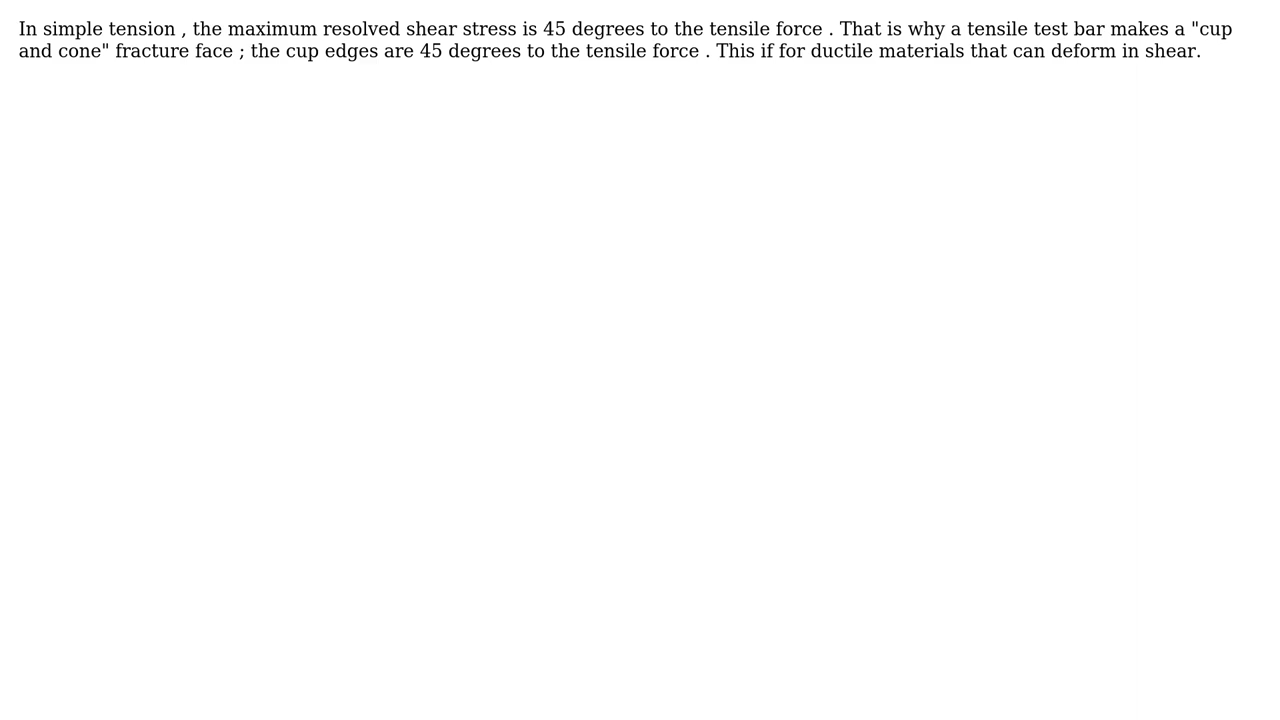 In simple tension , the maximum resolved shear stress is 45 degrees to the tensile force . That is why a tensile test bar makes a "cup
and cone" fracture face ; the cup edges are 45 degrees to the tensile force . This if for ductile materials that can deform in shear.